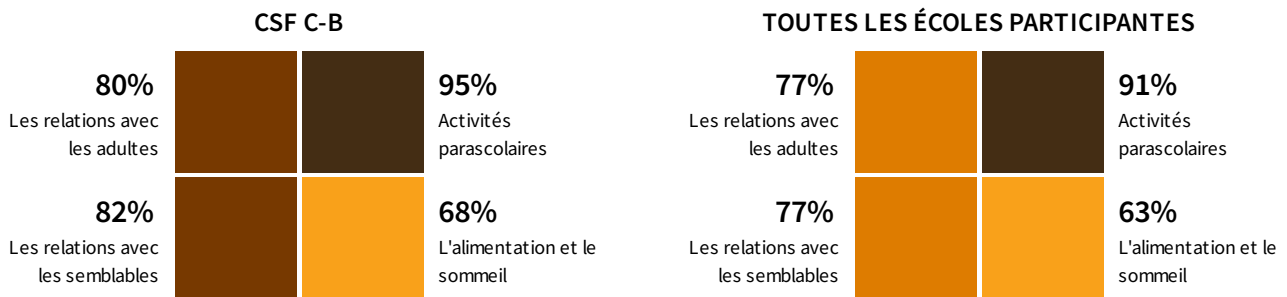 CSF C-B
80%
Les relations avec
les adultes
95%
Activités
parascolaires
82%
Les relations avec
les semblables
68%
L'alimentation et le
sommeil
TOUTES LES ÉCOLES PARTICIPANTES
77%
Les relations avec
les adultes
91%
Activités
parascolaires
77%
Les relations avec
les semblables
63%
L'alimentation et le
sommeil